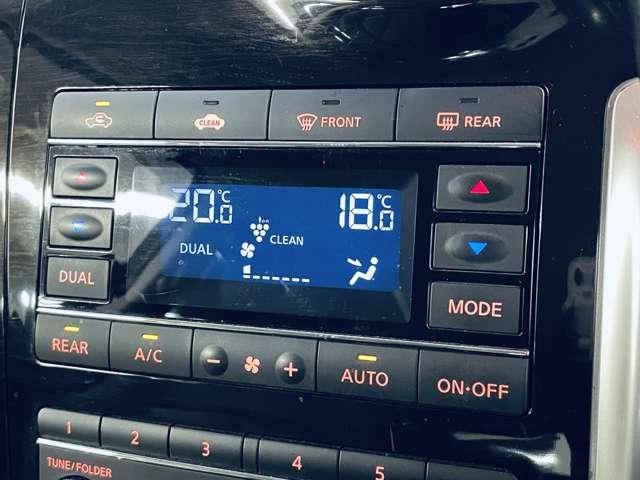 CLEAN
FRONT
REAR
20.0°C
18.0°C
ion
DUAL
CLEAN
DUAL
MODE
REAR
A/C
-
+
AUTO
ON·OFF
1
2
3
4
5
TUNE/FOLDER